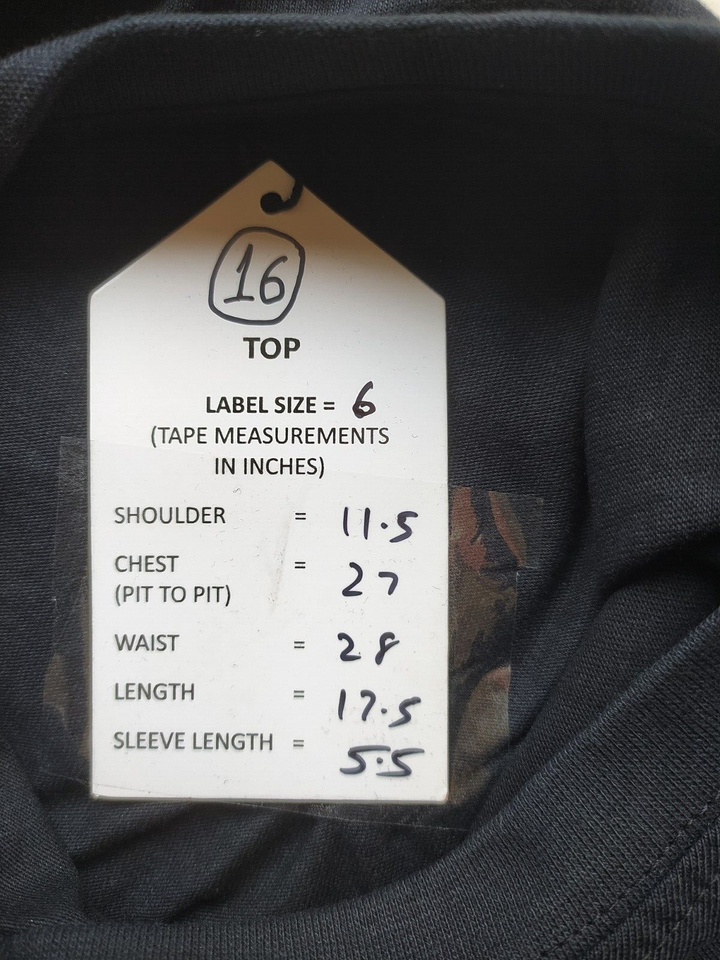 16
TOP
LABEL SIZE = 6
(TAPE MEASUREMENTS
IN INCHES)
SHOULDER = 11.5
CHEST = 27
(PIT TO PIT)
WAIST = 28
LENGTH = 17.5
SLEEVE LENGTH = 5.5